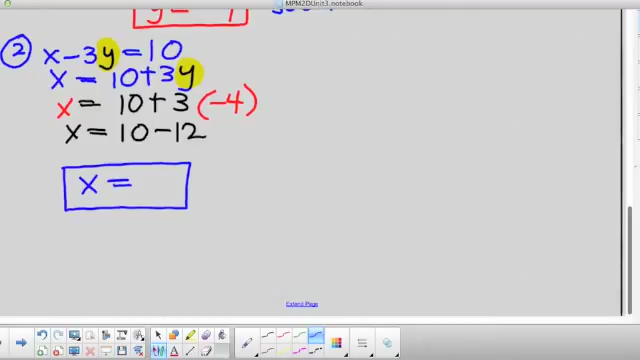 MPM2DUnit3.notebook
②
x - 3y = 10
x = 10 + 3y
x = 10 + 3 (-4)
x = 10 - 12
x =
Extend Page